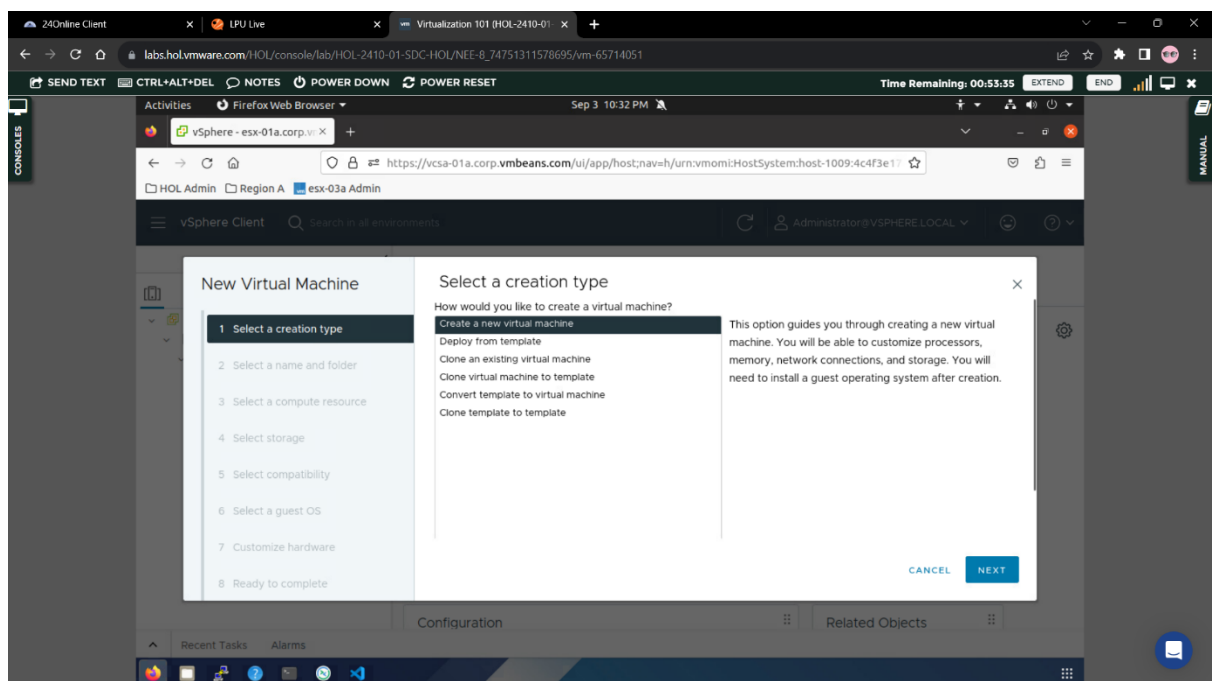 24Online Client
LPU Live
Virtualization 101 (HOL-2410-01-
labs.hol.vmware.com/HOL/console/lab/HOL-2410-01-SDC-HOL/NEE-8_74751311578695/vm-65714051
SEND TEXT CTRL+ALT+DEL NOTES POWER DOWN POWER RESET Time Remaining: 00:53:35 EXTEND END
CONSOLES
MANUAL
Activities Firefox Web Browser Sep 3 10:32 PM
vSphere - esx-01a.corp.v
https://vcsa-01a.corp.vmbeans.com/ui/app/host;nav=h/urn:vmomi:HostSystem:host-1009:4c4f3e17
HOL Admin Region A esx-03a Admin
vSphere Client Search in all environments Administrator@VSPHERE.LOCAL
New Virtual Machine
1 Select a creation type
2 Select a name and folder
3 Select a compute resource
4 Select storage
5 Select compatibility
6 Select a guest OS
7 Customize hardware
8 Ready to complete
Select a creation type
How would you like to create a virtual machine?
Create a new virtual machine
Deploy from template
Clone an existing virtual machine
Clone virtual machine to template
Convert template to virtual machine
Clone template to template
This option guides you through creating a new virtual
machine. You will be able to customize processors,
memory, network connections, and storage. You will
need to install a guest operating system after creation.
CANCEL NEXT
Configuration
Related Objects
Recent Tasks Alarms